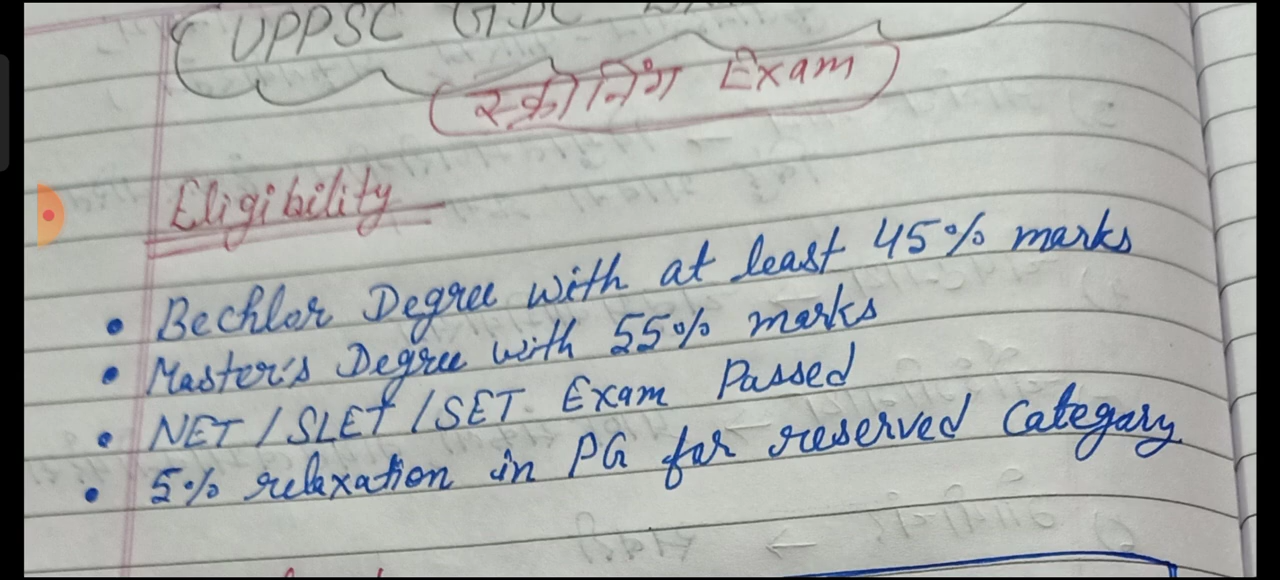 (UPPSC GDC
(स्क्रीनिंग Exam)
Eligibility
• Bechlor Degree with at least 45% marks
• Master's Degree with 55% marks
• NET / SLET / SET Exam Passed
• 5% relaxation in PG for reserved Categary